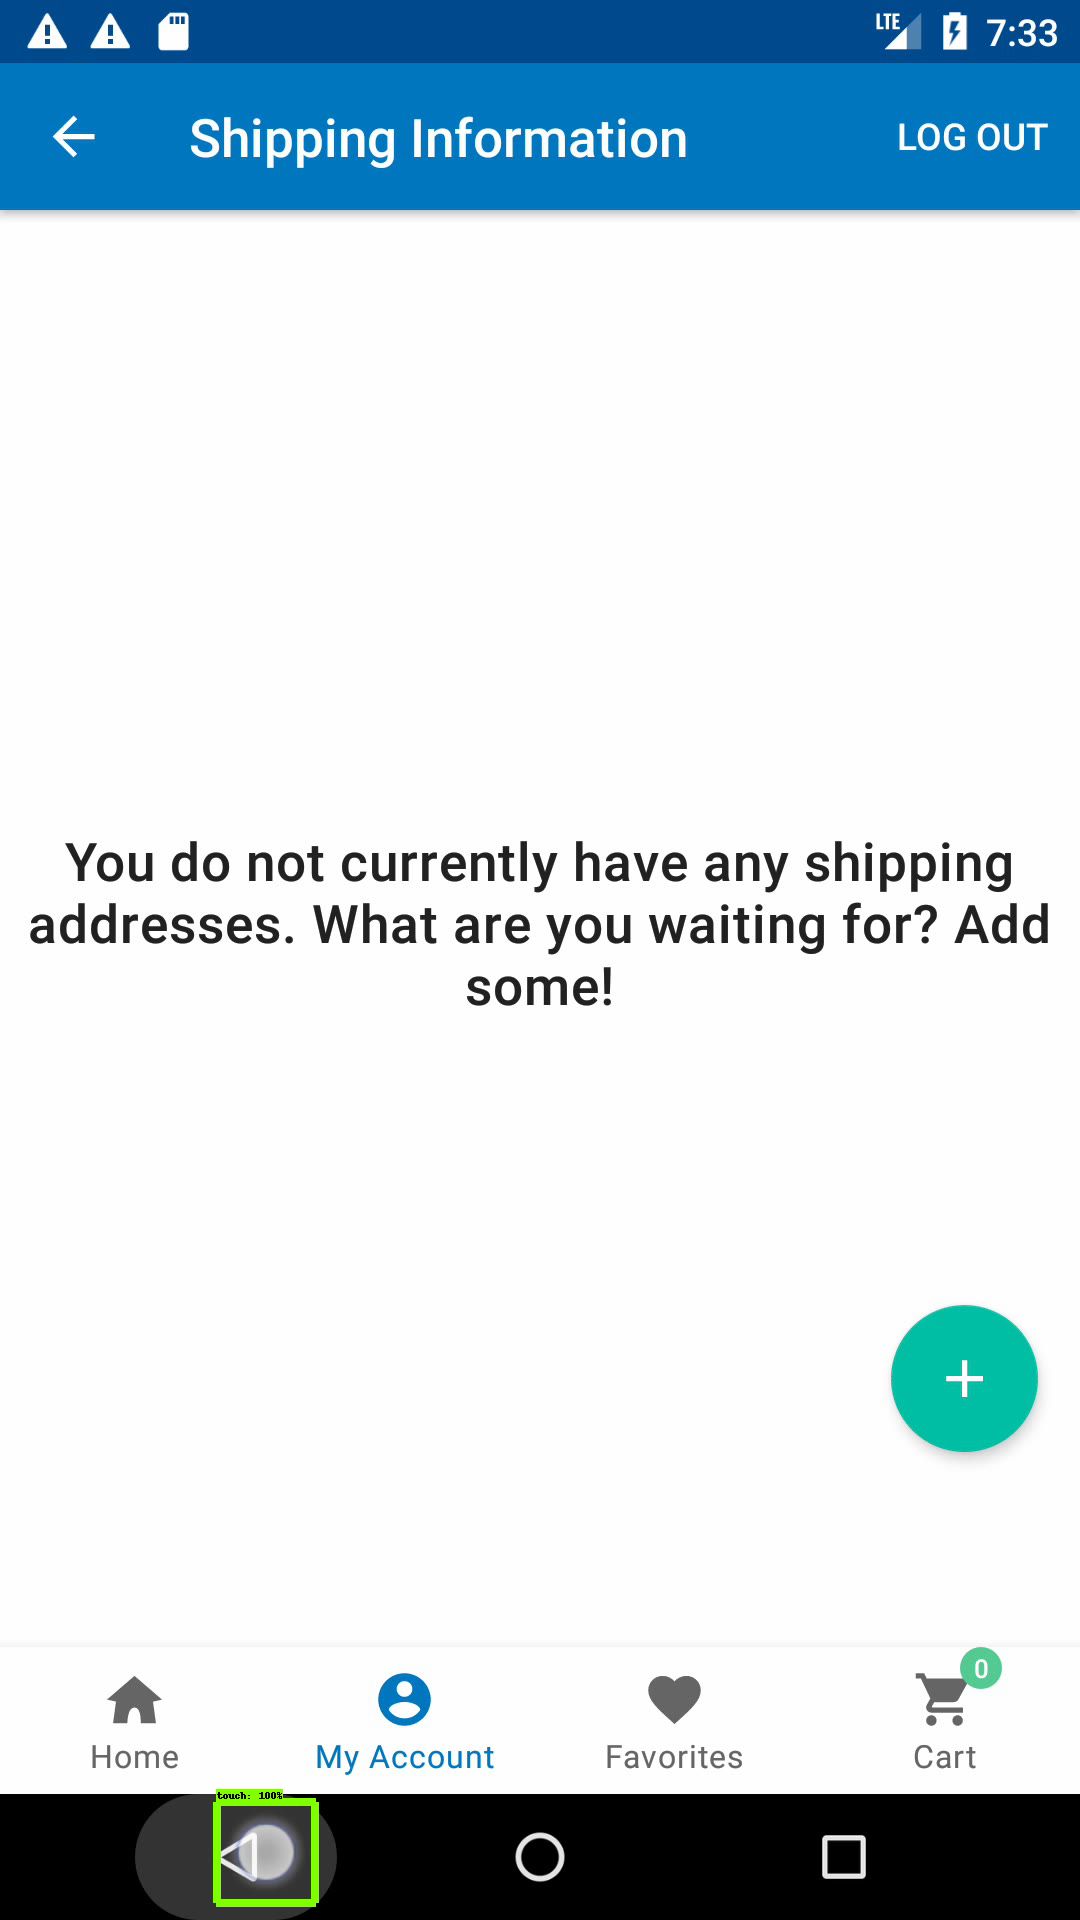 LTE 7:33
Shipping Information LOG OUT
You do not currently have any shipping
addresses. What are you waiting for? Add
some!
0
Home My Account Favorites Cart
touch: 100%